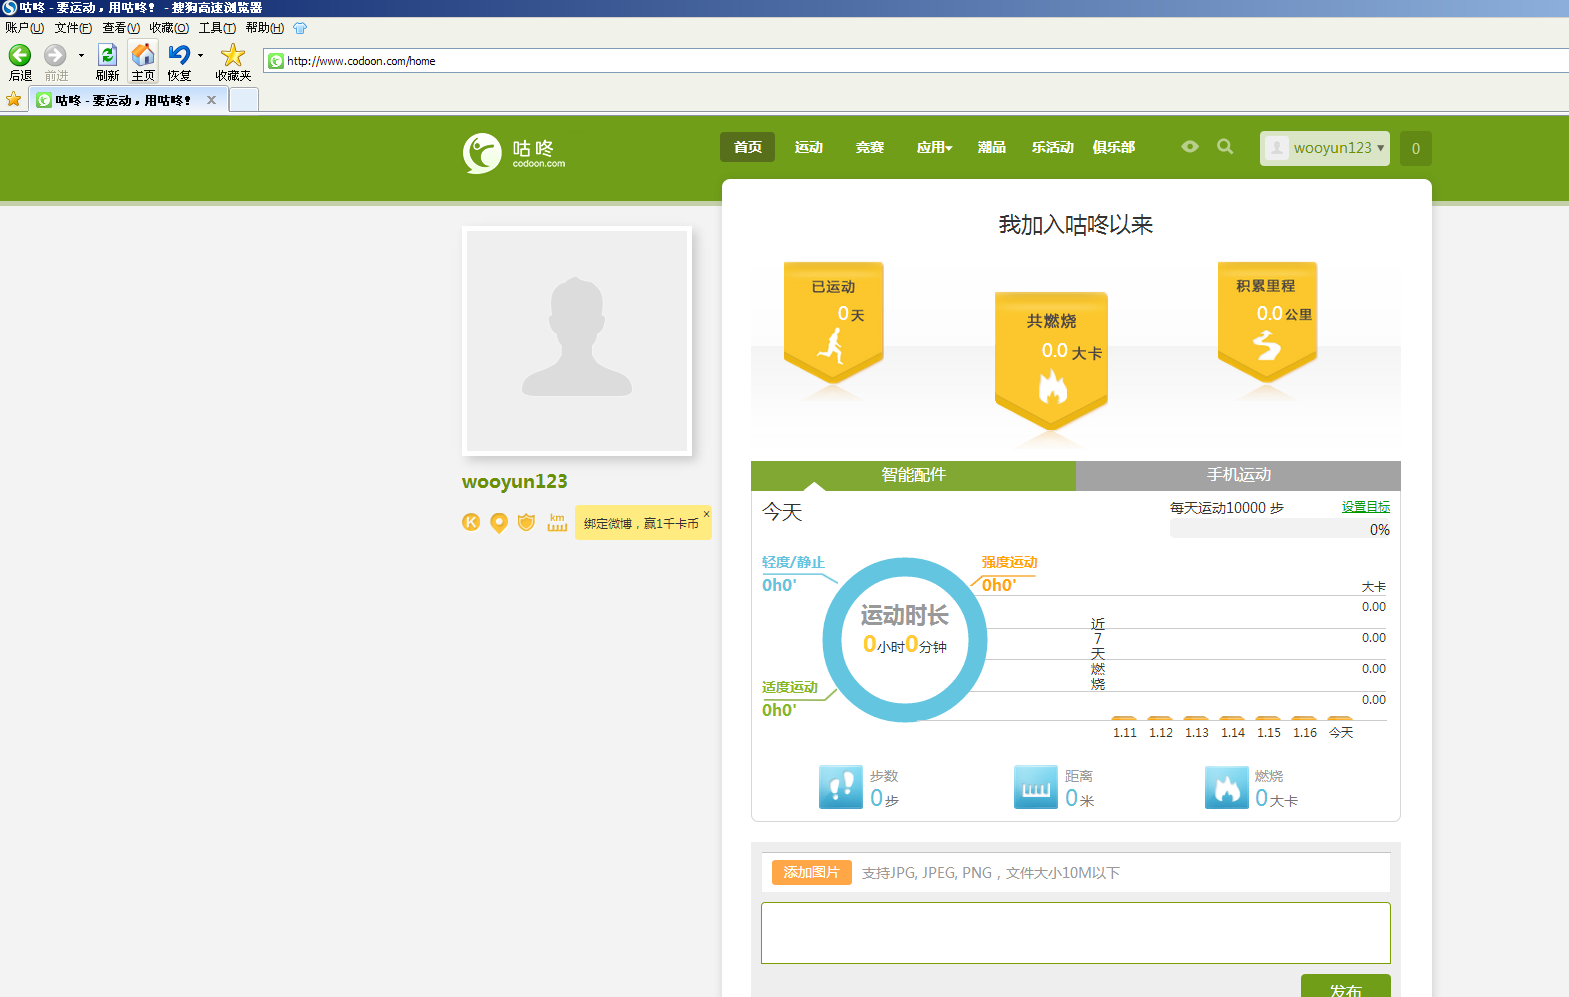 咕咚 - 要运动，用咕咚！ - 搜狗高速浏览器
账户(U) 文件(F) 查看(V) 收藏(O) 工具(T) 帮助(H)
后退 前进 刷新 主页 恢复 收藏夹
http://www.codoon.com/home
咕咚 - 要运动，用咕咚！ x
咕咚
codoon.com
首页 运动 竞赛 应用 潮品 乐活动 俱乐部 wooyun123 0
我加入咕咚以来
已运动
0 天
共燃烧
0.0 大卡
积累里程
0.0 公里
wooyun123
K km 绑定微博，赢1千卡币 ×
智能配件 手机运动
今天
每天运动10000 步 设置目标
0%
轻度/静止
0h0'
强度运动
0h0'
运动时长
0小时0分钟
适度运动
0h0'
近7天燃烧
大卡
0.00
0.00
0.00
0.00
1.11 1.12 1.13 1.14 1.15 1.16 今天
步数
0 步
距离
0 米
燃烧
0 大卡
添加图片 支持JPG, JPEG, PNG，文件大小10M以下
发布